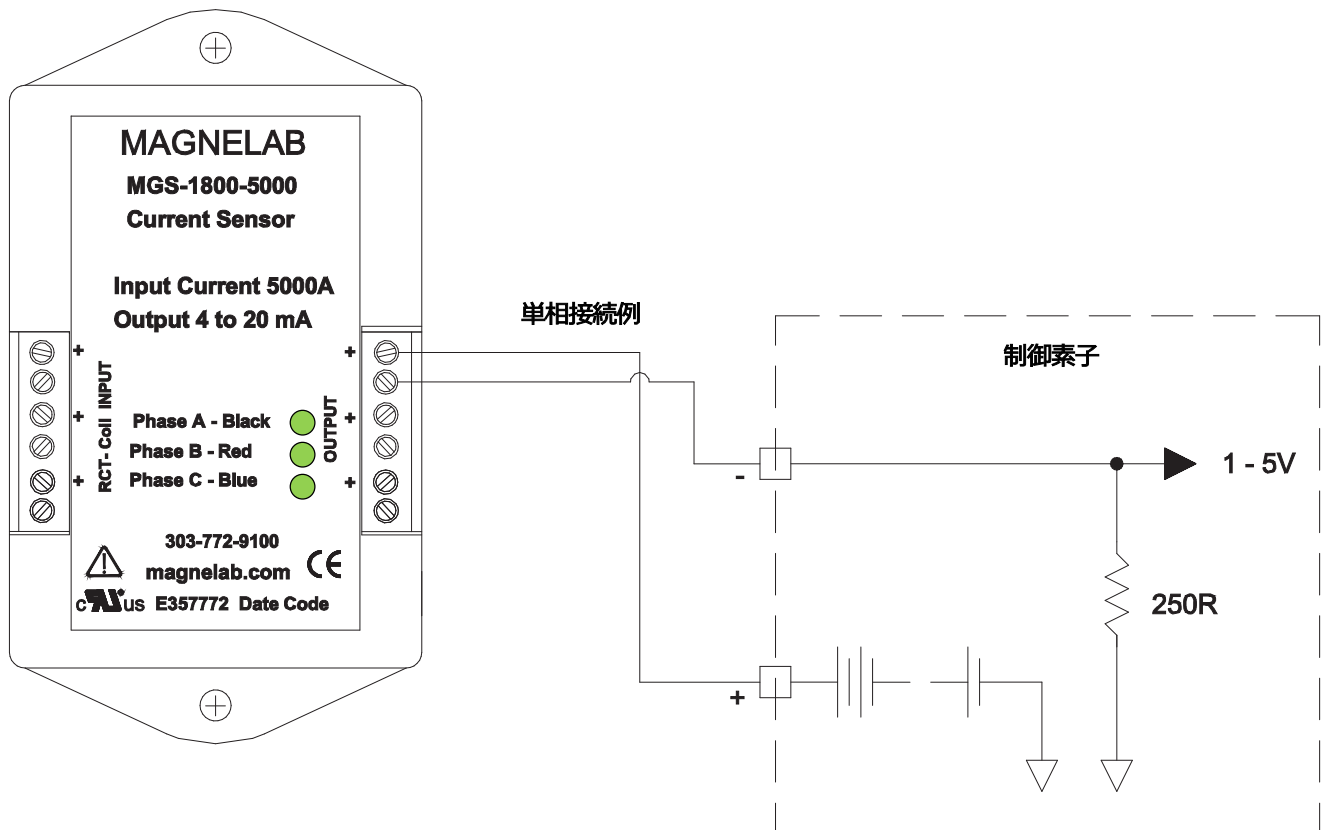 MAGNELAB
MGS-1800-5000
Current Sensor
Input Current 5000A
Output 4 to 20 mA
+
+
+
RCT- Coil INPUT
Phase A - Black
Phase B - Red
Phase C - Blue
OUTPUT
+
+
+
303-772-9100
magnelab.com CE
c UL US E357772 Date Code
単相接続例
制御素子
-
1 - 5V
250R
+